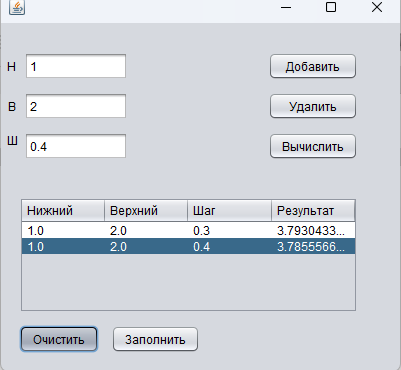 Н 1 Добавить
В 2 Удалить
Ш 0.4 Вычислить
Нижний Верхний Шаг Результат
1.0 2.0 0.3 3.7930433...
1.0 2.0 0.4 3.7855566...
Очистить Заполнить